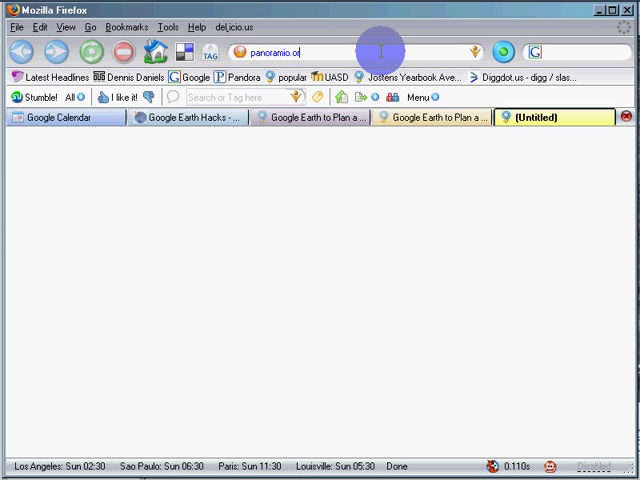 Mozilla Firefox
File Edit View Go Bookmarks Tools Help del.icio.us
TAG panoramio.or G
Latest Headlines Dennis Daniels G Google P Pandora popular UASD Jostens Yearbook Ave... Diggdot.us - digg / slas...
Stumble! All I like it! Search or Tag here Menu
Google Calendar Google Earth Hacks - ... Google Earth to Plan a ... Google Earth to Plan a ... (Untitled)
Los Angeles: Sun 02:30 Sao Paulo: Sun 06:30 Paris: Sun 11:30 Louisville: Sun 05:30 Done 0.110s Disabled